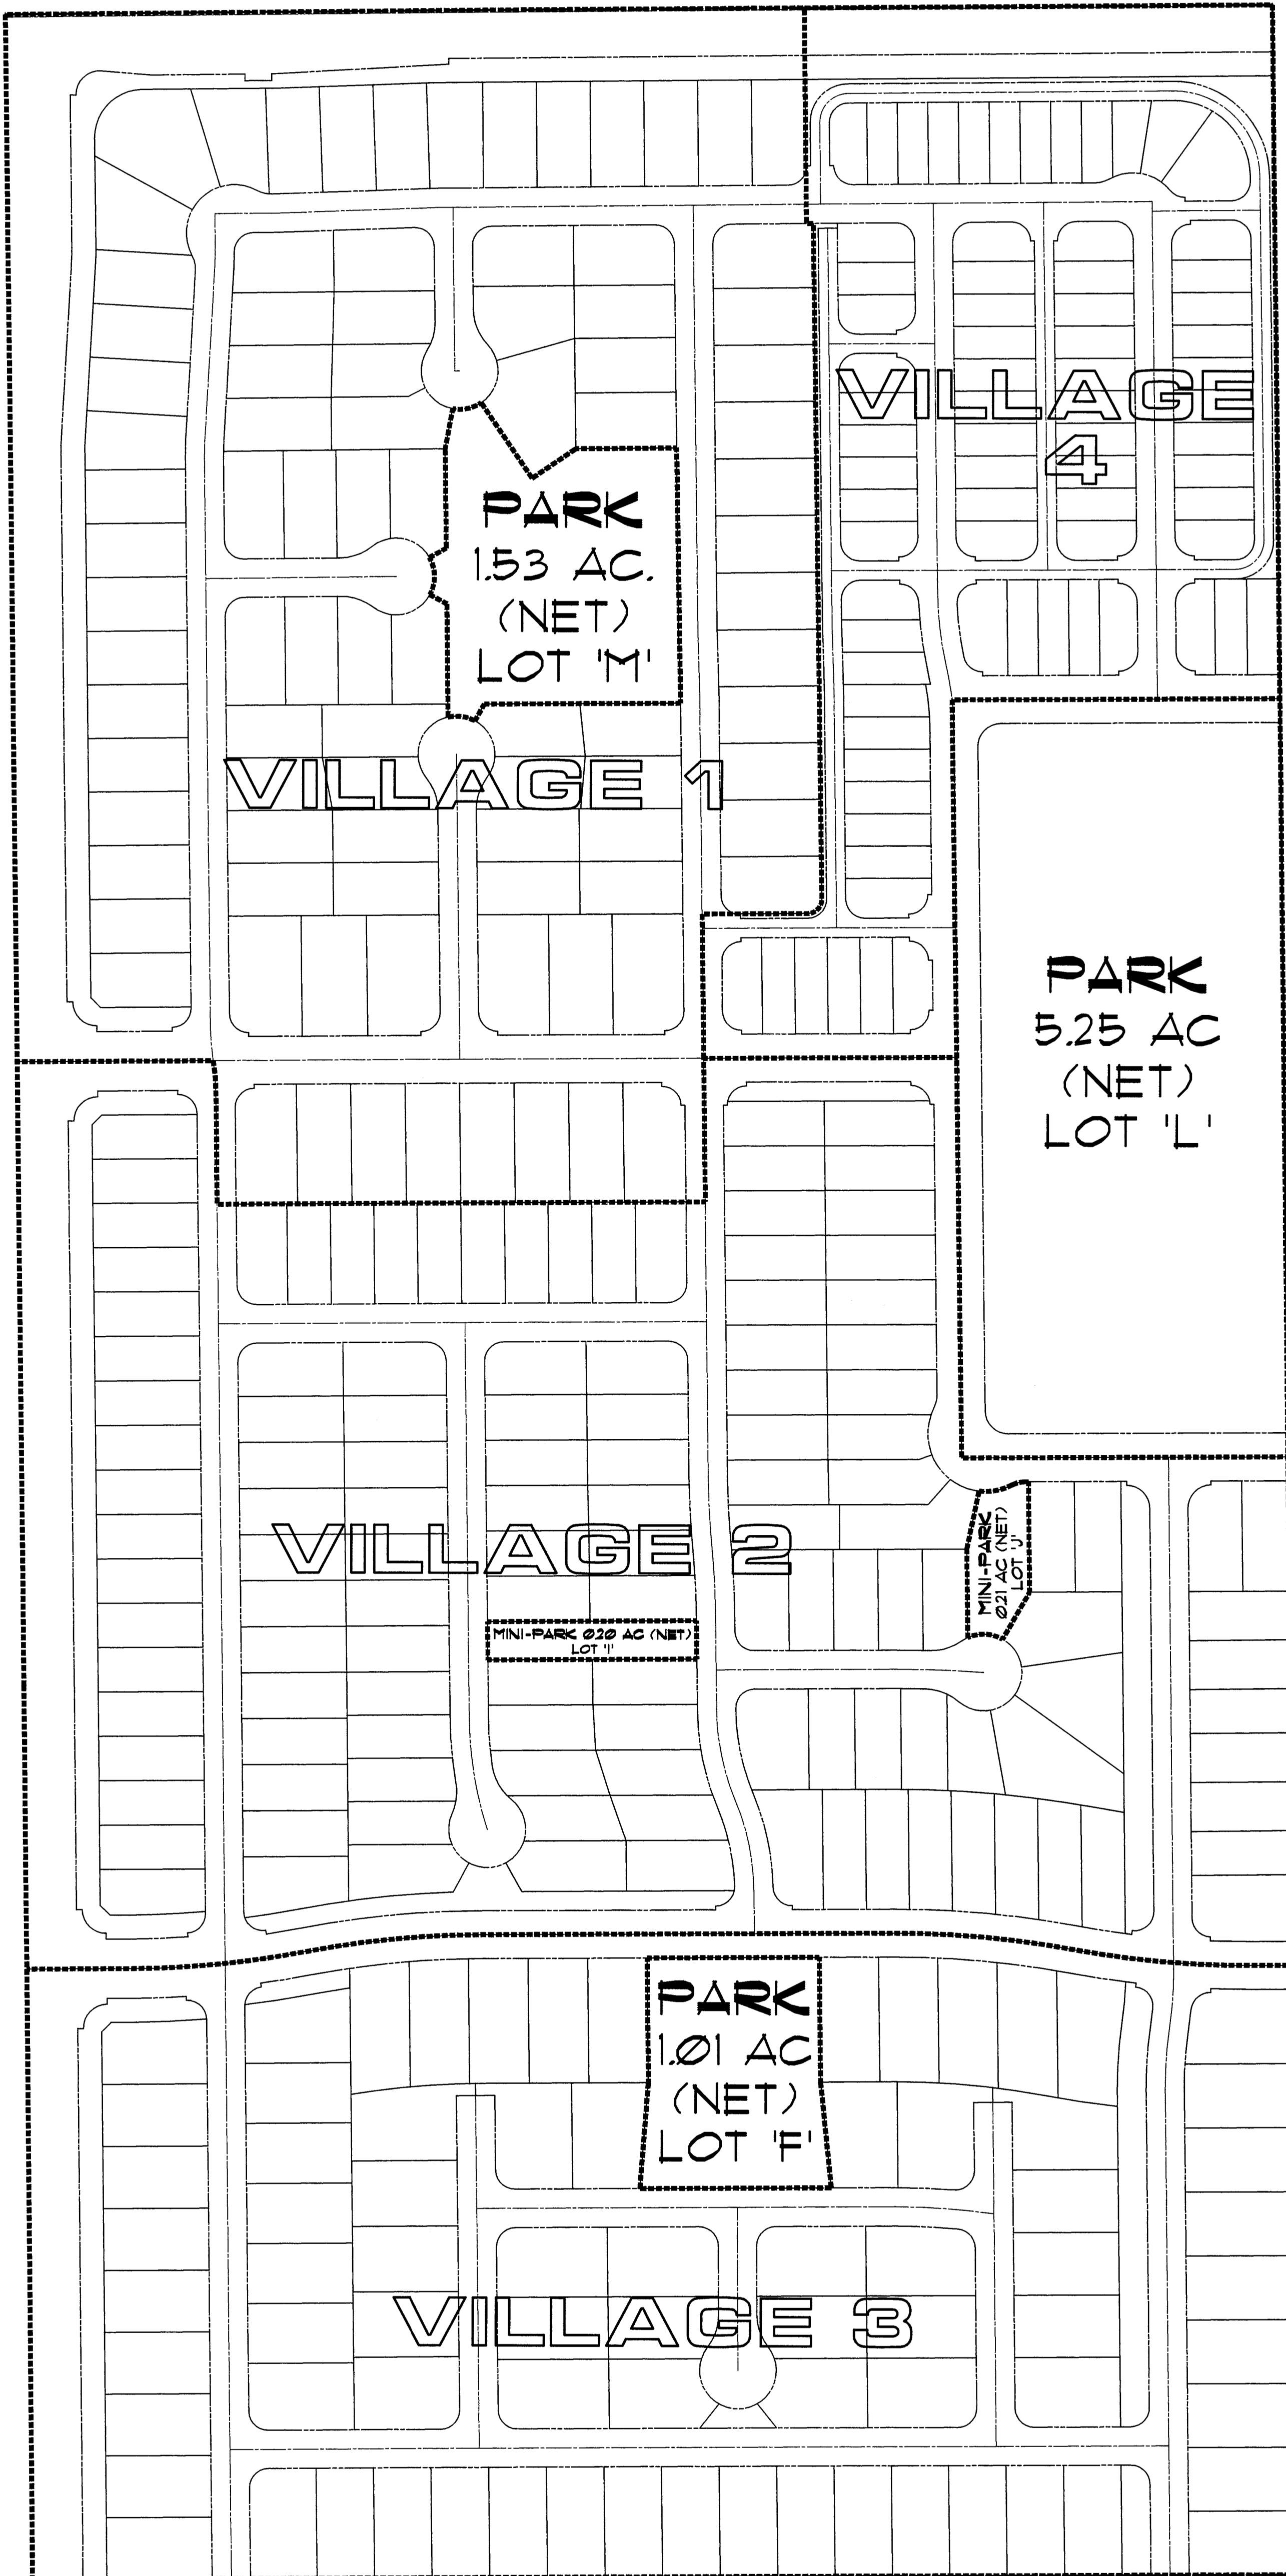 VILLAGE
4
PARK
1.53 AC.
(NET)
LOT 'M'
VILLAGE 1
PARK
5.25 AC
(NET)
LOT 'L'
VILLAGE 2
MINI-PARK
0.21 AC (NET)
LOT 'J'
MINI-PARK 0.20 AC (NET)
LOT 'I'
PARK
1.01 AC
(NET)
LOT 'F'
VILLAGE 3